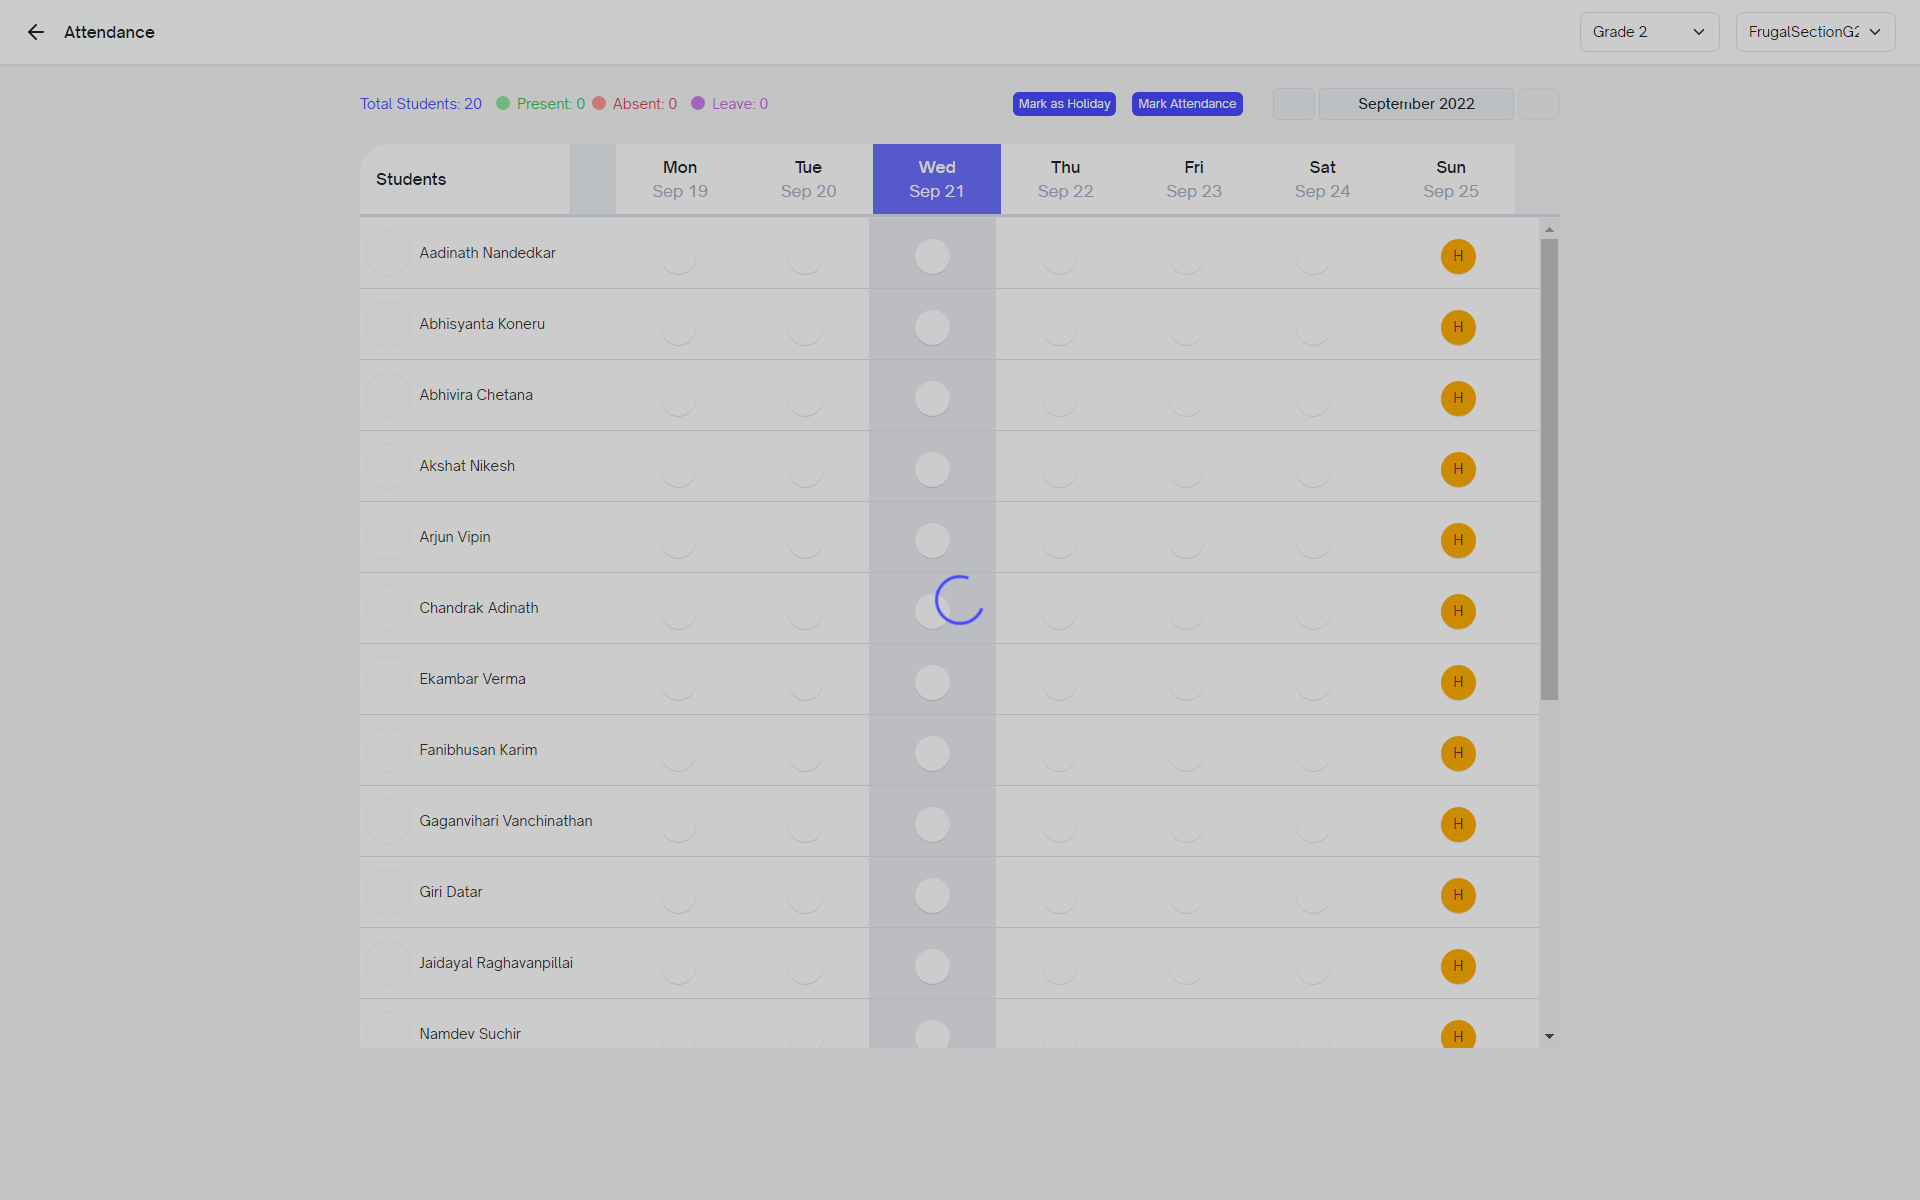 Attendance
Grade 2
FrugalSectionG2
Total Students: 20 Present: 0 Absent: 0 Leave: 0
Mark as Holiday
Mark Attendance
September 2022
Students
Mon Tue Wed Thu Fri Sat Sun
Sep 19 Sep 20 Sep 21 Sep 22 Sep 23 Sep 24 Sep 25
Aadinath Nandedkar H
Abhisyanta Koneru H
Abhivira Chetana H
Akshat Nikesh H
Arjun Vipin H
Chandrak Adinath H
Ekambar Verma H
Fanibhusan Karim H
Gaganvihari Vanchinathan H
Giri Datar H
Jaidayal Raghavanpillai H
Namdev Suchir H